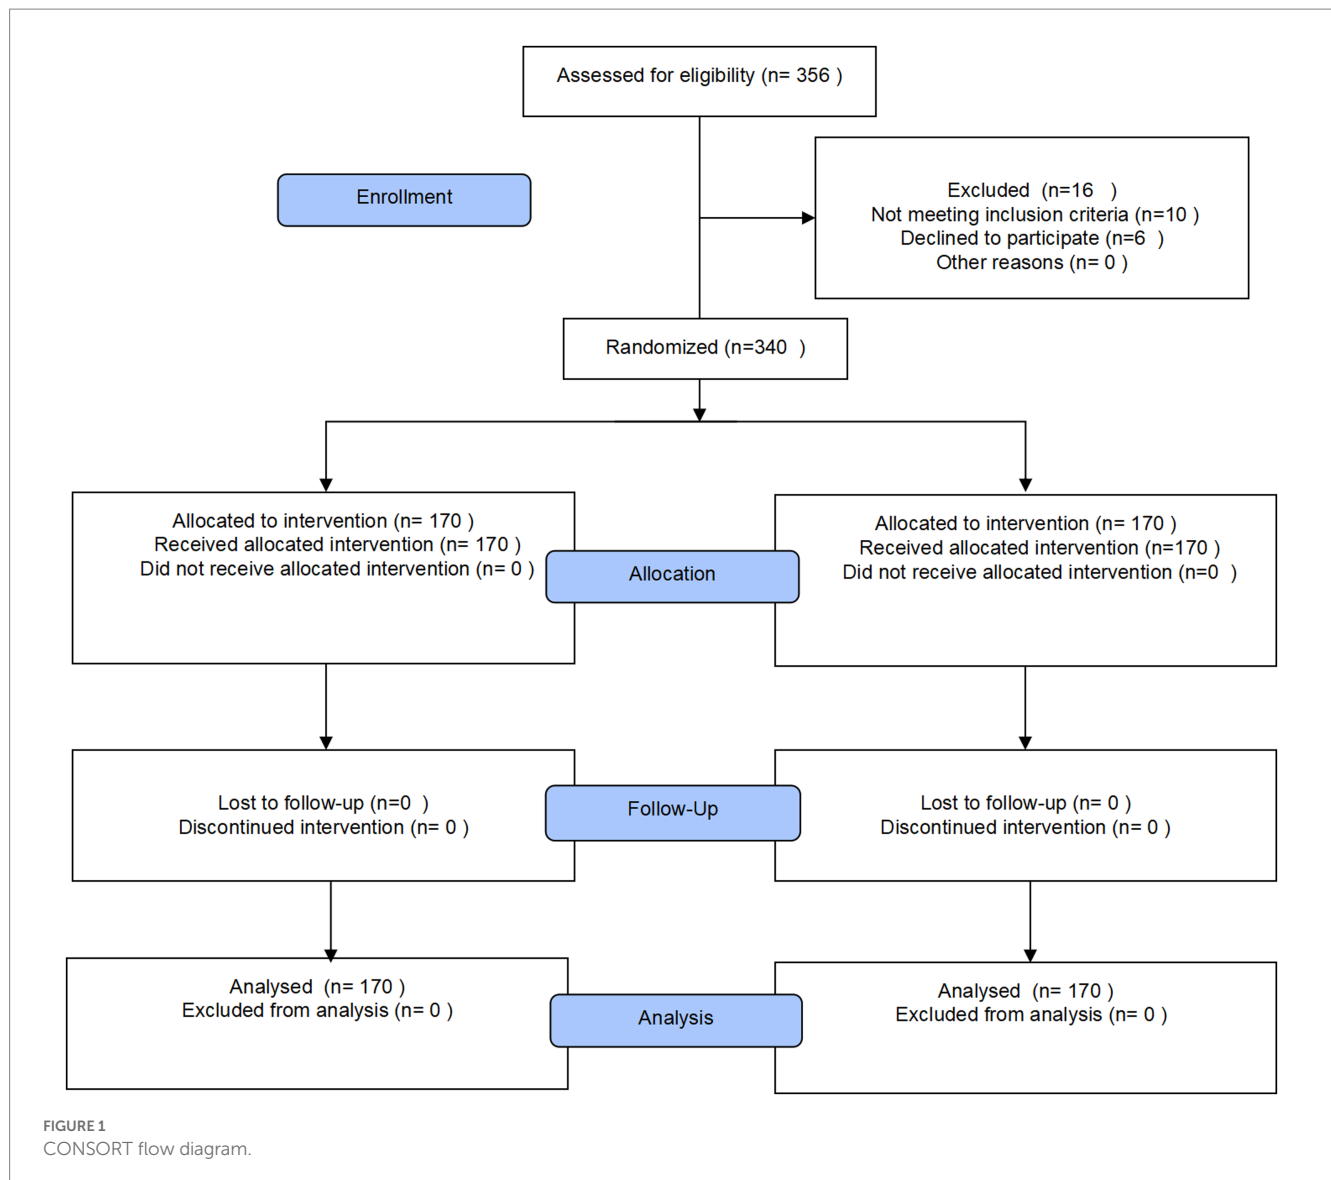 Assessed for eligibility (n= 356 )
Enrollment
Excluded (n=16 )
Not meeting inclusion criteria (n=10 )
Declined to participate (n=6 )
Other reasons (n= 0 )
Randomized (n=340 )
Allocated to intervention (n= 170 )
Received allocated intervention (n= 170 )
Did not receive allocated intervention (n= 0 )
Allocation
Allocated to intervention (n= 170 )
Received allocated intervention (n=170 )
Did not receive allocated intervention (n=0 )
Lost to follow-up (n=0 )
Discontinued intervention (n= 0 )
Follow-Up
Lost to follow-up (n= 0 )
Discontinued intervention (n= 0 )
Analysed (n= 170 )
Excluded from analysis (n= 0 )
Analysis
Analysed (n= 170 )
Excluded from analysis (n= 0 )
FIGURE 1
CONSORT flow diagram.